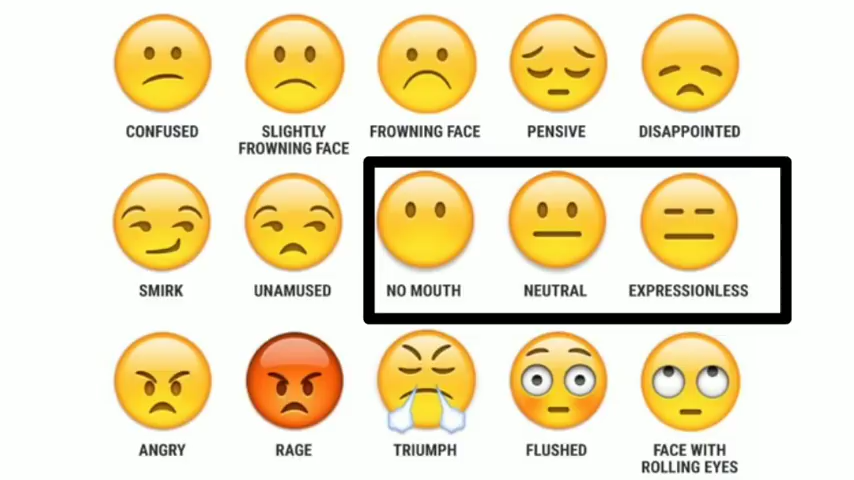 CONFUSED
SLIGHTLY
FROWNING FACE
FROWNING FACE
PENSIVE
DISAPPOINTED
SMIRK
UNAMUSED
NO MOUTH
NEUTRAL
EXPRESSIONLESS
ANGRY
RAGE
TRIUMPH
FLUSHED
FACE WITH
ROLLING EYES